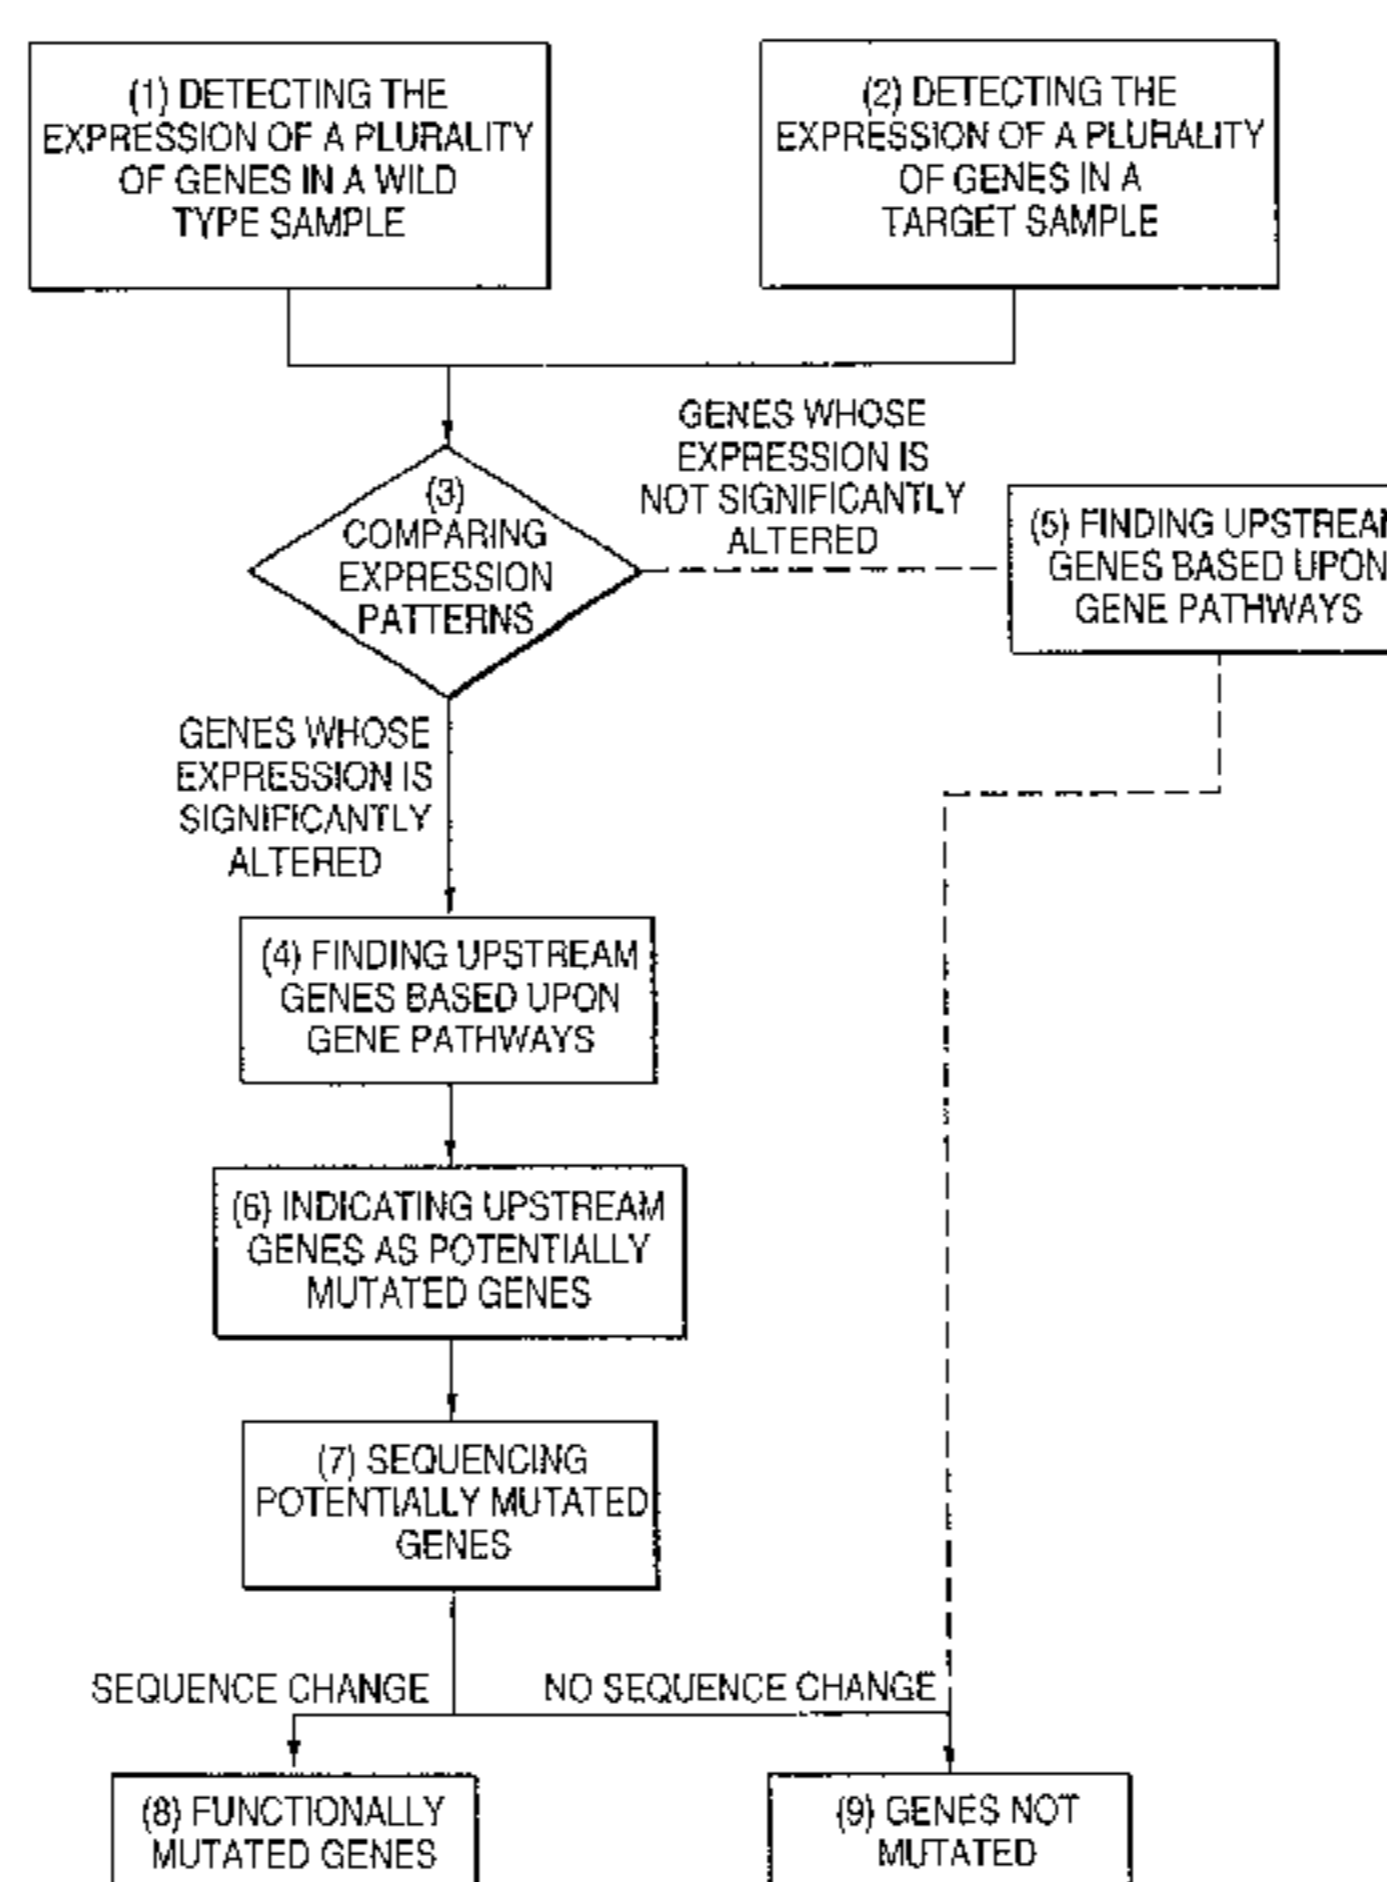 (1) DETECTING THE
EXPRESSION OF A PLURALITY
OF GENES IN A WILD
TYPE SAMPLE
(2) DETECTING THE
EXPRESSION OF A PLURALITY
OF GENES IN A
TARGET SAMPLE
(3)
COMPARING
EXPRESSION
PATTERNS
GENES WHOSE
EXPRESSION IS
NOT SIGNIFICANTLY
ALTERED
(5) FINDING UPSTREAM
GENES BASED UPON
GENE PATHWAYS
GENES WHOSE
EXPRESSION IS
SIGNIFICANTLY
ALTERED
(4) FINDING UPSTREAM
GENES BASED UPON
GENE PATHWAYS
(6) INDICATING UPSTREAM
GENES AS POTENTIALLY
MUTATED GENES
(7) SEQUENCING
POTENTIALLY MUTATED
GENES
SEQUENCE CHANGE
NO SEQUENCE CHANGE
(8) FUNCTIONALLY
MUTATED GENES
(9) GENES NOT
MUTATED